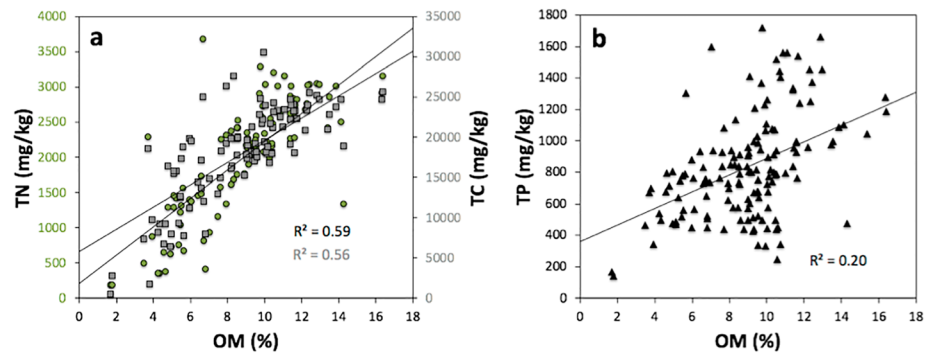 a
4000
3500
3000
2500
2000
1500
1000
500
0
TN (mg/kg)
35000
30000
25000
20000
15000
10000
5000
0
TC (mg/kg)
R² = 0.59
R² = 0.56
0 2 4 6 8 10 12 14 16 18
OM (%)
b
1800
1600
1400
1200
1000
800
600
400
200
0
TP (mg/kg)
R² = 0.20
0 2 4 6 8 10 12 14 16 18
OM (%)